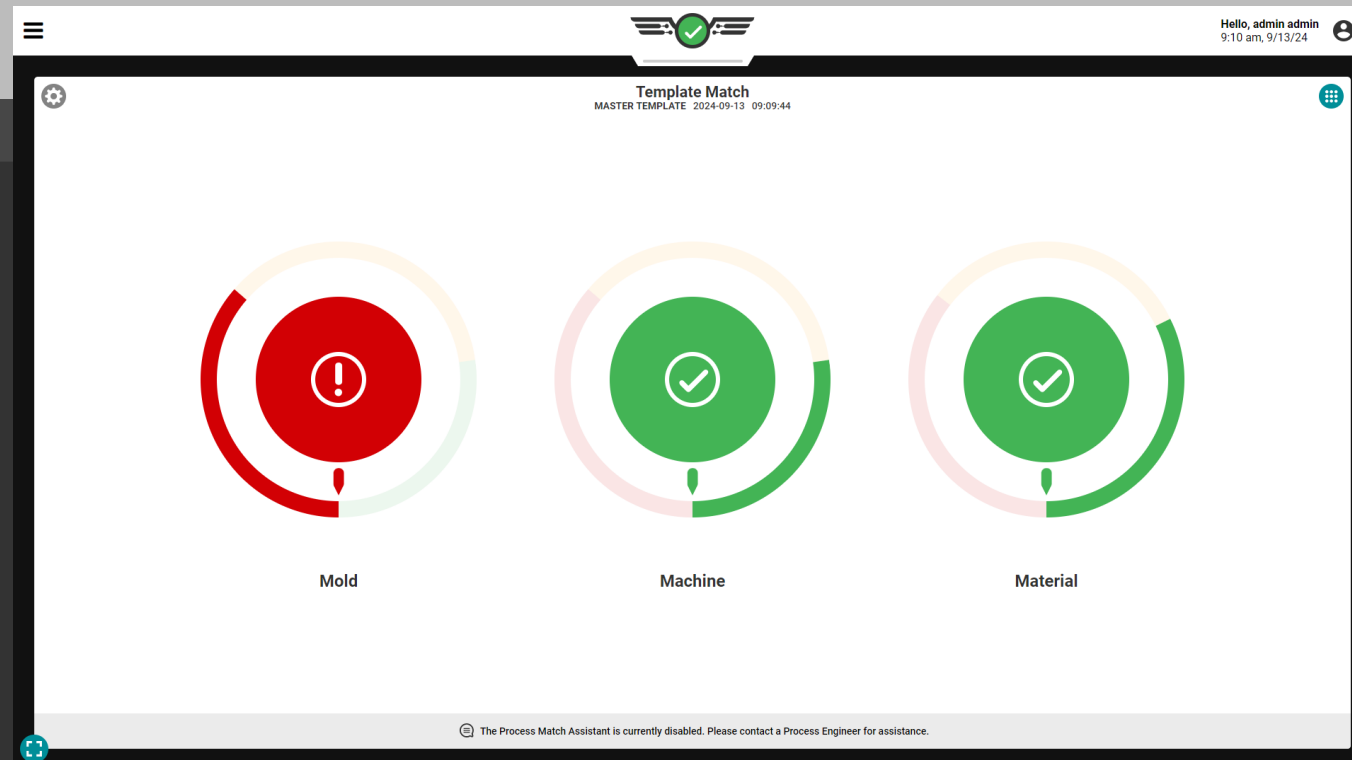 Hello, admin admin
9:10 am, 9/13/24
Template Match
MASTER TEMPLATE 2024-09-13 09:09:44
Mold
Machine
Material
The Process Match Assistant is currently disabled. Please contact a Process Engineer for assistance.